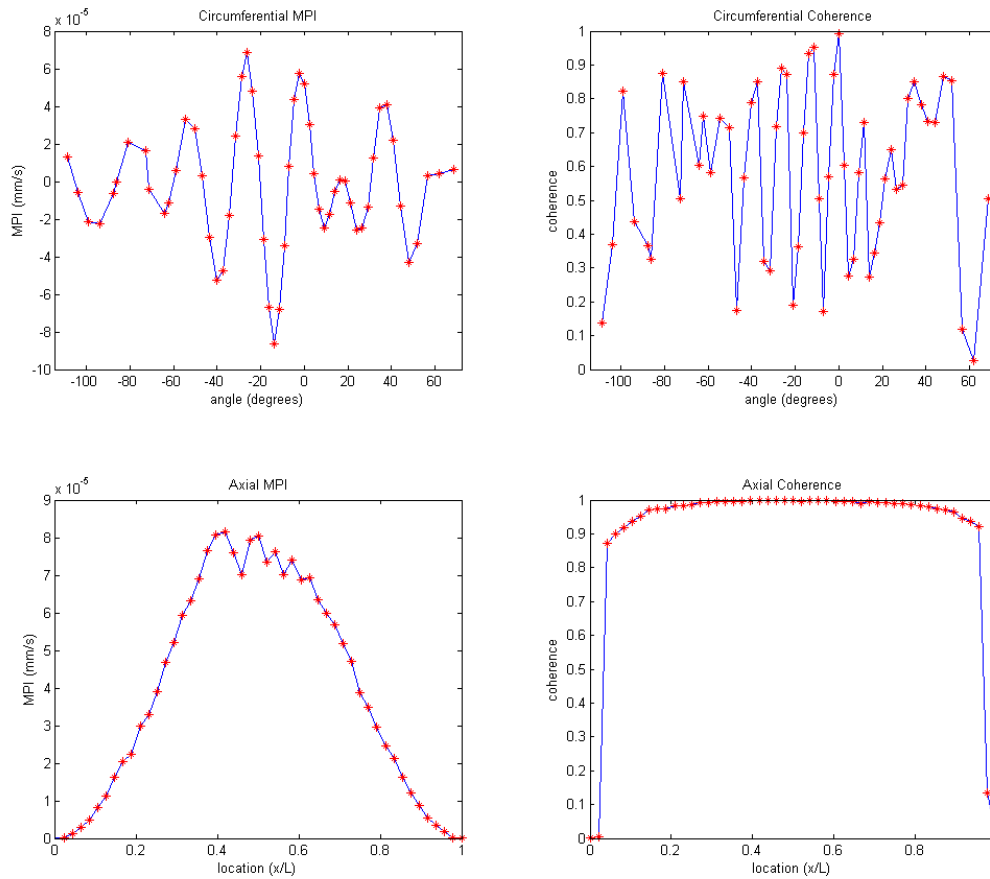 Circumferential MPI
x 10^-5
8
6
4
2
0
-2
-4
-6
-8
-10
MPI (mm/s)
-100 -80 -60 -40 -20 0 20 40 60
angle (degrees)
Circumferential Coherence
1
0.9
0.8
0.7
0.6
0.5
0.4
0.3
0.2
0.1
0
coherence
-100 -80 -60 -40 -20 0 20 40 60
angle (degrees)
Axial MPI
x 10^-5
9
8
7
6
5
4
3
2
1
0
MPI (mm/s)
0 0.2 0.4 0.6 0.8 1
location (x/L)
Axial Coherence
1
0.9
0.8
0.7
0.6
0.5
0.4
0.3
0.2
0.1
0
coherence
0 0.2 0.4 0.6 0.8
location (x/L)